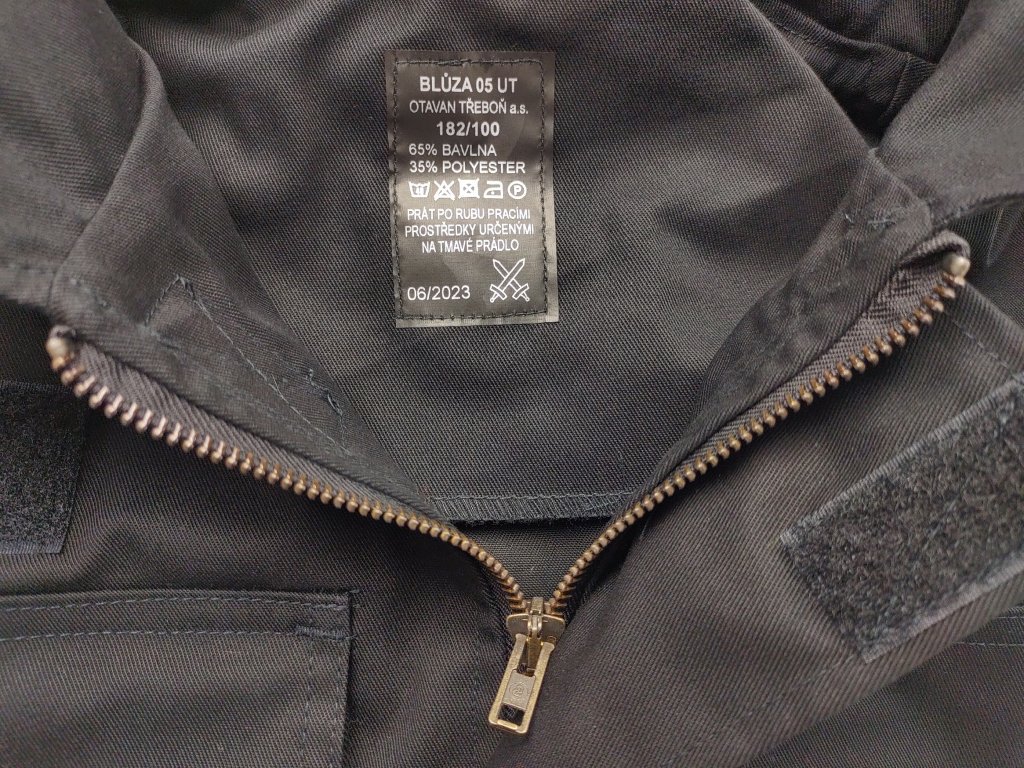 BLŮZA 05 UT
OTAVAN TŘEBOŇ a.s.
182/100
65% BAVLNA
35% POLYESTER
P
PRÁT PO RUBU PRACÍMI
PROSTŘEDKY URČENÝMI
NA TMAVÉ PRÁDLO
06/2023